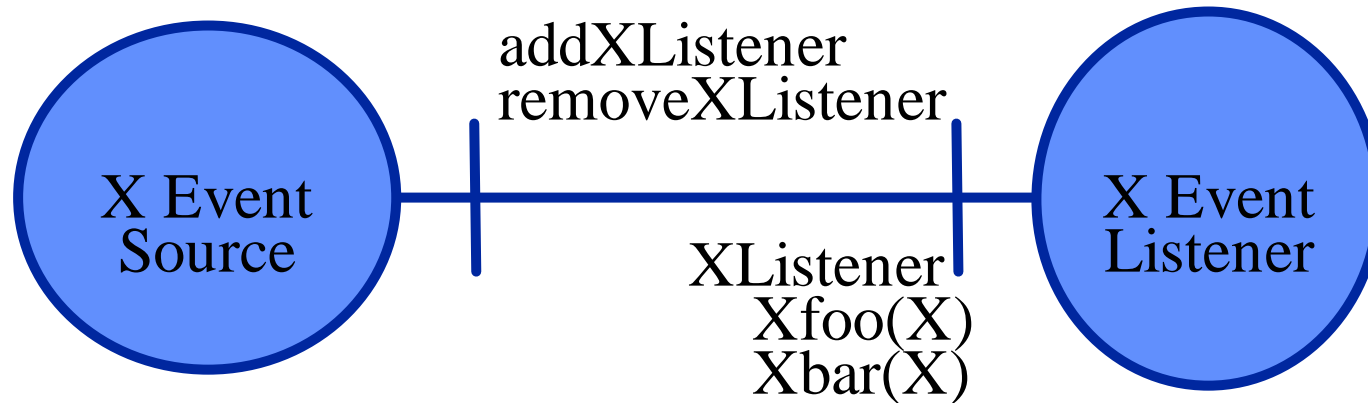 X Event
Source
addXListener
removeXListener
XListener
Xfoo(X)
Xbar(X)
X Event
Listener